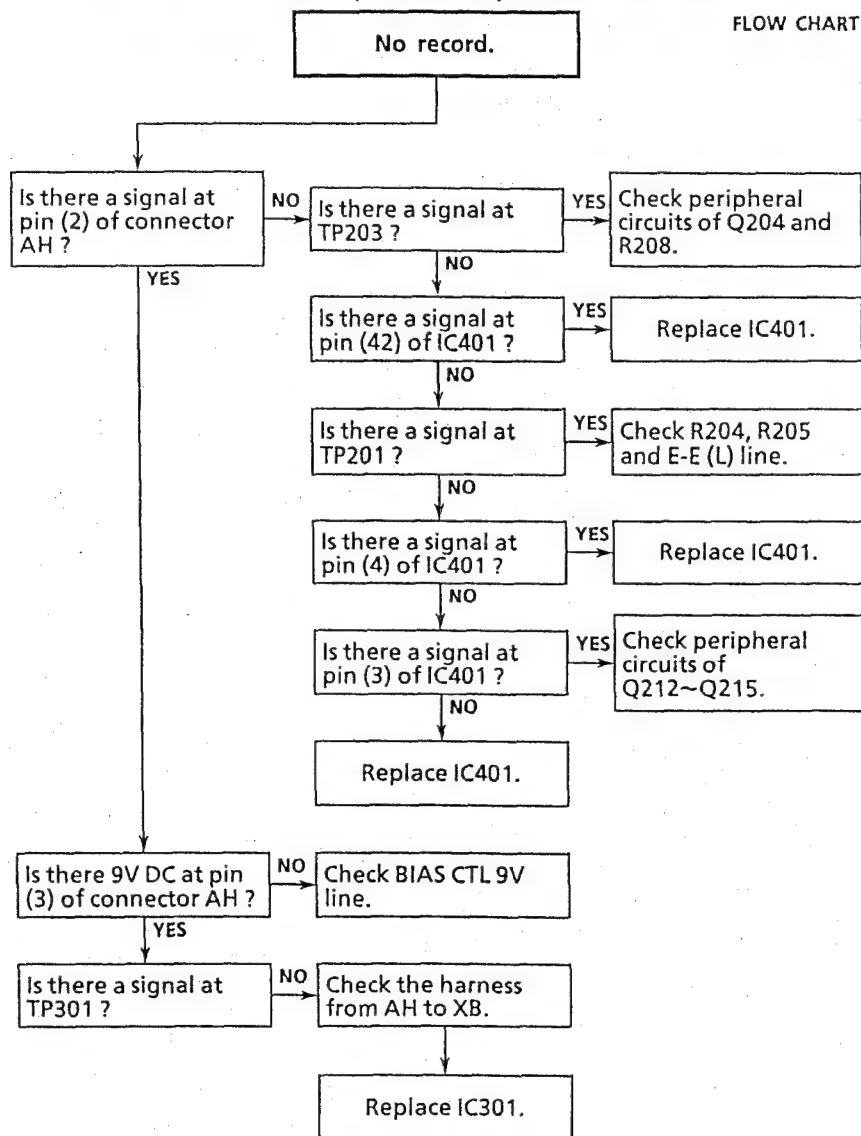 FLOW CHART
No record.
Is there a signal at
pin (2) of connector
AH ?
NO
YES
Is there a signal at
TP203 ?
YES
NO
Check peripheral
circuits of Q204 and
R208.
Is there a signal at
pin (42) of IC401 ?
YES
NO
Replace IC401.
Is there a signal at
TP201 ?
YES
NO
Check R204, R205
and E-E (L) line.
Is there a signal at
pin (4) of IC401 ?
YES
NO
Replace IC401.
Is there a signal at
pin (3) of IC401 ?
YES
NO
Check peripheral
circuits of
Q212~Q215.
Replace IC401.
Is there 9V DC at pin
(3) of connector AH ?
NO
YES
Check BIAS CTL 9V
line.
Is there a signal at
TP301 ?
NO
Check the harness
from AH to XB.
Replace IC301.